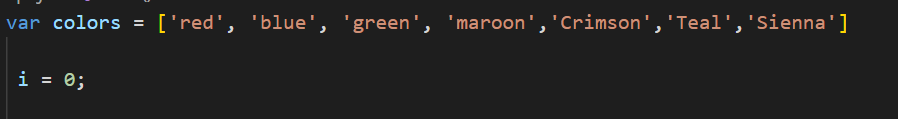 var colors = ['red', 'blue', 'green', 'maroon','Crimson','Teal','Sienna']
i = 0;